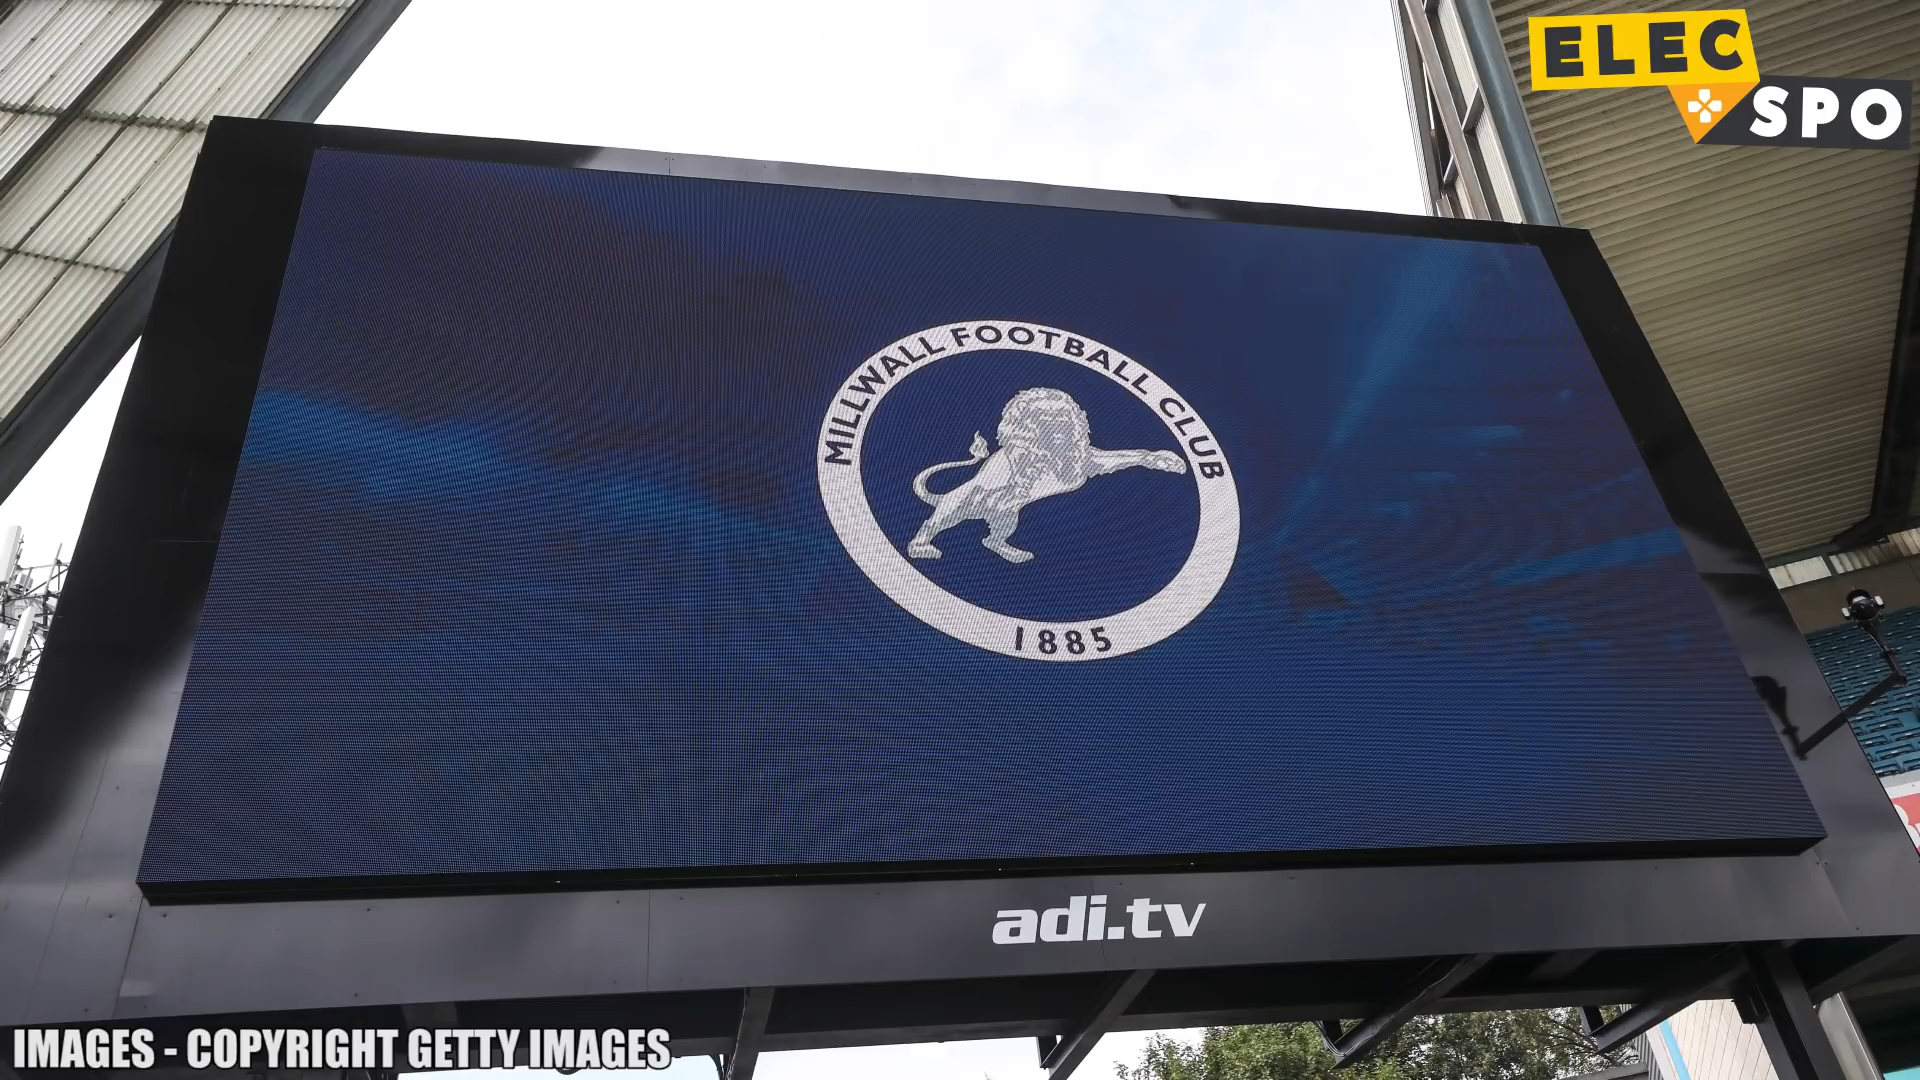 ELEC
SPO
MILLWALL FOOTBALL CLUB
1885
adi.tv
IMAGES - COPYRIGHT GETTY IMAGES